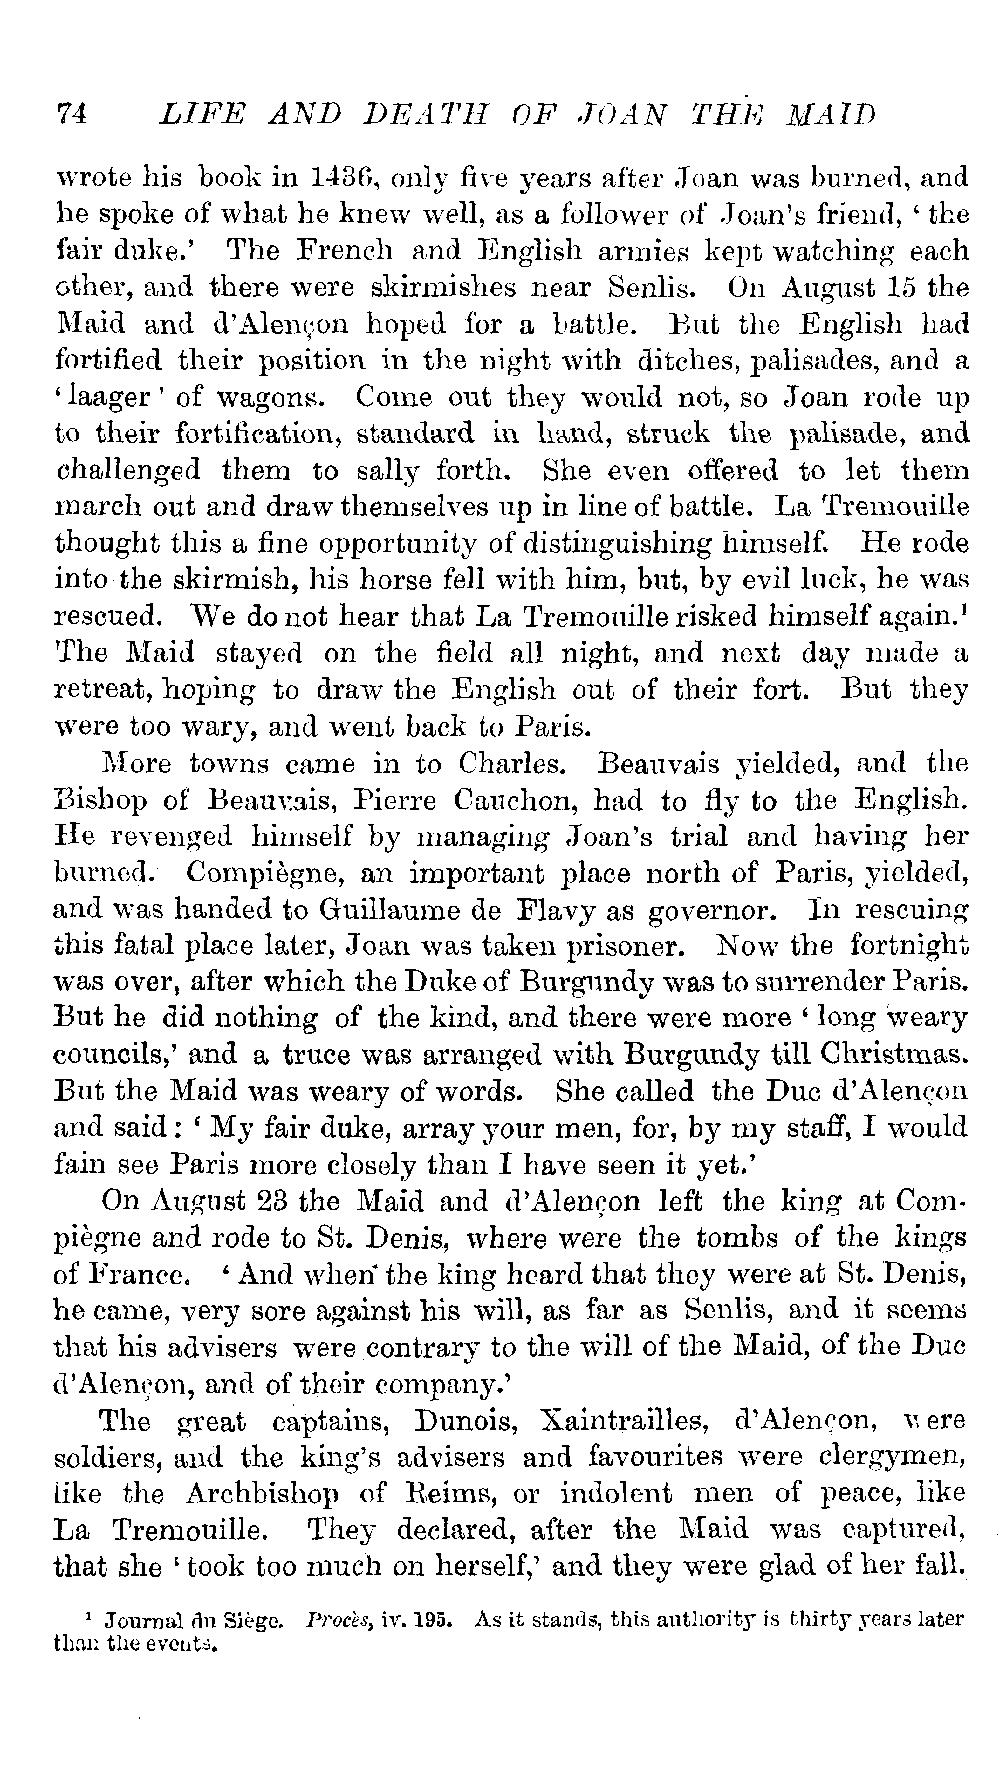 74 LIFE AND DEATH OF JOAN THE MAID
wrote his book in 1436, only five years after Joan was burned, and
he spoke of what he knew well, as a follower of Joan's friend, ‘ the
fair duke.’ The French and English armies kept watching each
other, and there were skirmishes near Senlis. On August 15 the
Maid and d'Alençon hoped for a battle. But the English had
fortified their position in the night with ditches, palisades, and a
‘ laager ’ of wagons. Come out they would not, so Joan rode up
to their fortification, standard in hand, struck the palisade, and
challenged them to sally forth. She even offered to let them
march out and draw themselves up in line of battle. La Tremouille
thought this a fine opportunity of distinguishing himself. He rode
into the skirmish, his horse fell with him, but, by evil luck, he was
rescued. We do not hear that La Tremouille risked himself again.¹
The Maid stayed on the field all night, and next day made a
retreat, hoping to draw the English out of their fort. But they
were too wary, and went back to Paris.
More towns came in to Charles. Beauvais yielded, and the
Bishop of Beauvais, Pierre Cauchon, had to fly to the English.
He revenged himself by managing Joan's trial and having her
burned. Compiègne, an important place north of Paris, yielded,
and was handed to Guillaume de Flavy as governor. In rescuing
this fatal place later, Joan was taken prisoner. Now the fortnight
was over, after which the Duke of Burgundy was to surrender Paris.
But he did nothing of the kind, and there were more ‘ long weary
councils,’ and a truce was arranged with Burgundy till Christmas.
But the Maid was weary of words. She called the Duc d'Alençon
and said: ‘ My fair duke, array your men, for, by my staff, I would
fain see Paris more closely than I have seen it yet.’
On August 23 the Maid and d'Alençon left the king at Com-
piègne and rode to St. Denis, where were the tombs of the kings
of France. ‘ And when the king heard that they were at St. Denis,
he came, very sore against his will, as far as Senlis, and it seems
that his advisers were contrary to the will of the Maid, of the Duc
d'Alençon, and of their company.’
The great captains, Dunois, Xaintrailles, d'Alençon, were
soldiers, and the king's advisers and favourites were clergymen,
like the Archbishop of Reims, or indolent men of peace, like
La Tremouille. They declared, after the Maid was captured,
that she ‘ took too much on herself,’ and they were glad of her fall.
¹ Journal du Siège. Procès, iv. 195. As it stands, this authority is thirty years later
than the events.